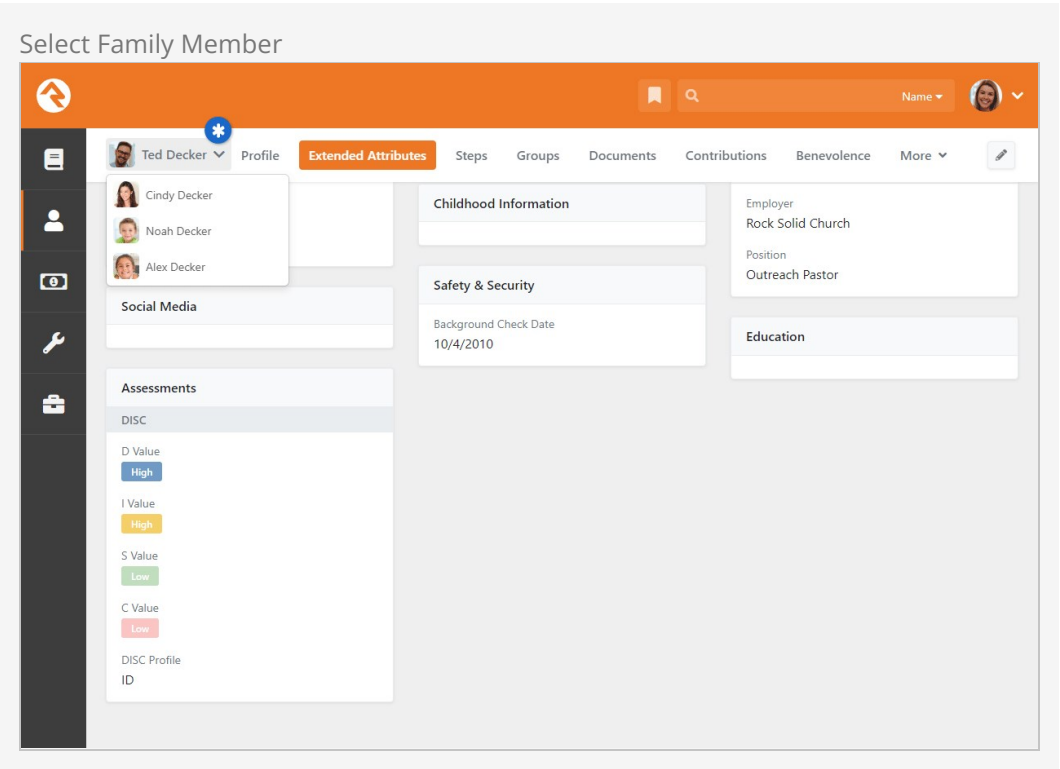 Select Family Member
Name
Ted Decker Profile Extended Attributes Steps Groups Documents Contributions Benevolence More
Cindy Decker
Noah Decker
Alex Decker
Social Media
Assessments
DISC
D Value
High
I Value
High
S Value
Low
C Value
Low
DISC Profile
ID
Childhood Information
Safety & Security
Background Check Date
10/4/2010
Employer
Rock Solid Church
Position
Outreach Pastor
Education